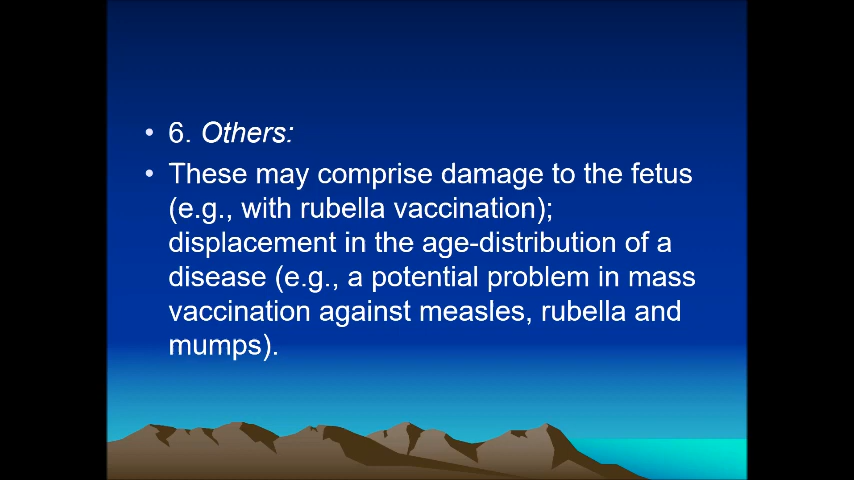 • 6. Others:
• These may comprise damage to the fetus
(e.g., with rubella vaccination);
displacement in the age-distribution of a
disease (e.g., a potential problem in mass
vaccination against measles, rubella and
mumps).